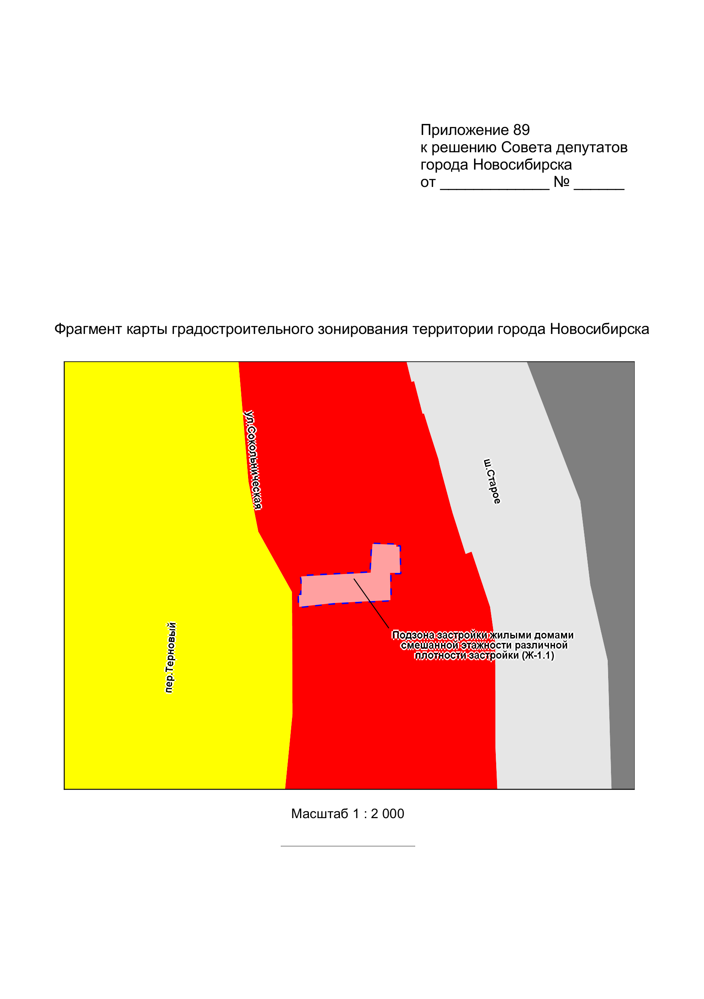 Приложение 89
к решению Совета депутатов
города Новосибирска
от _____________ № ______
Фрагмент карты градостроительного зонирования территории города Новосибирска
ул.Сокольническая
ш.Старое
Подзона застройки жилыми домами
смешанной этажности различной
плотности застройки (Ж-1.1)
пер.Терновый
Масштаб 1 : 2 000